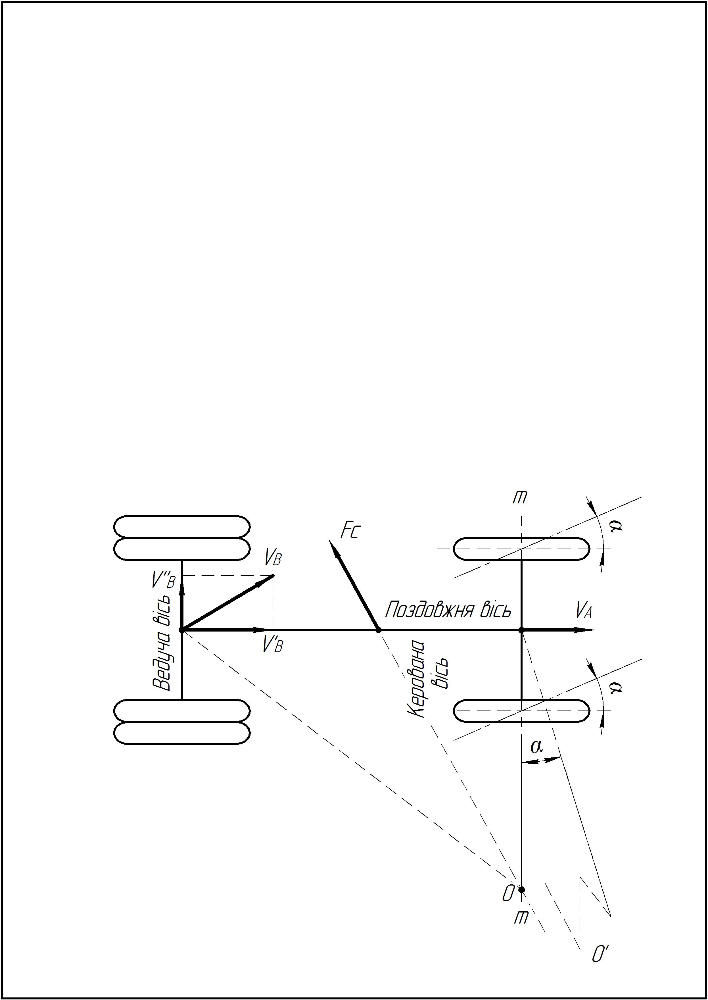 m
α
Fc
VB
V"B
Поздовжня вісь
VA
V'B
Ведуча вісь
Керована
вісь
α
α
O
m
O'